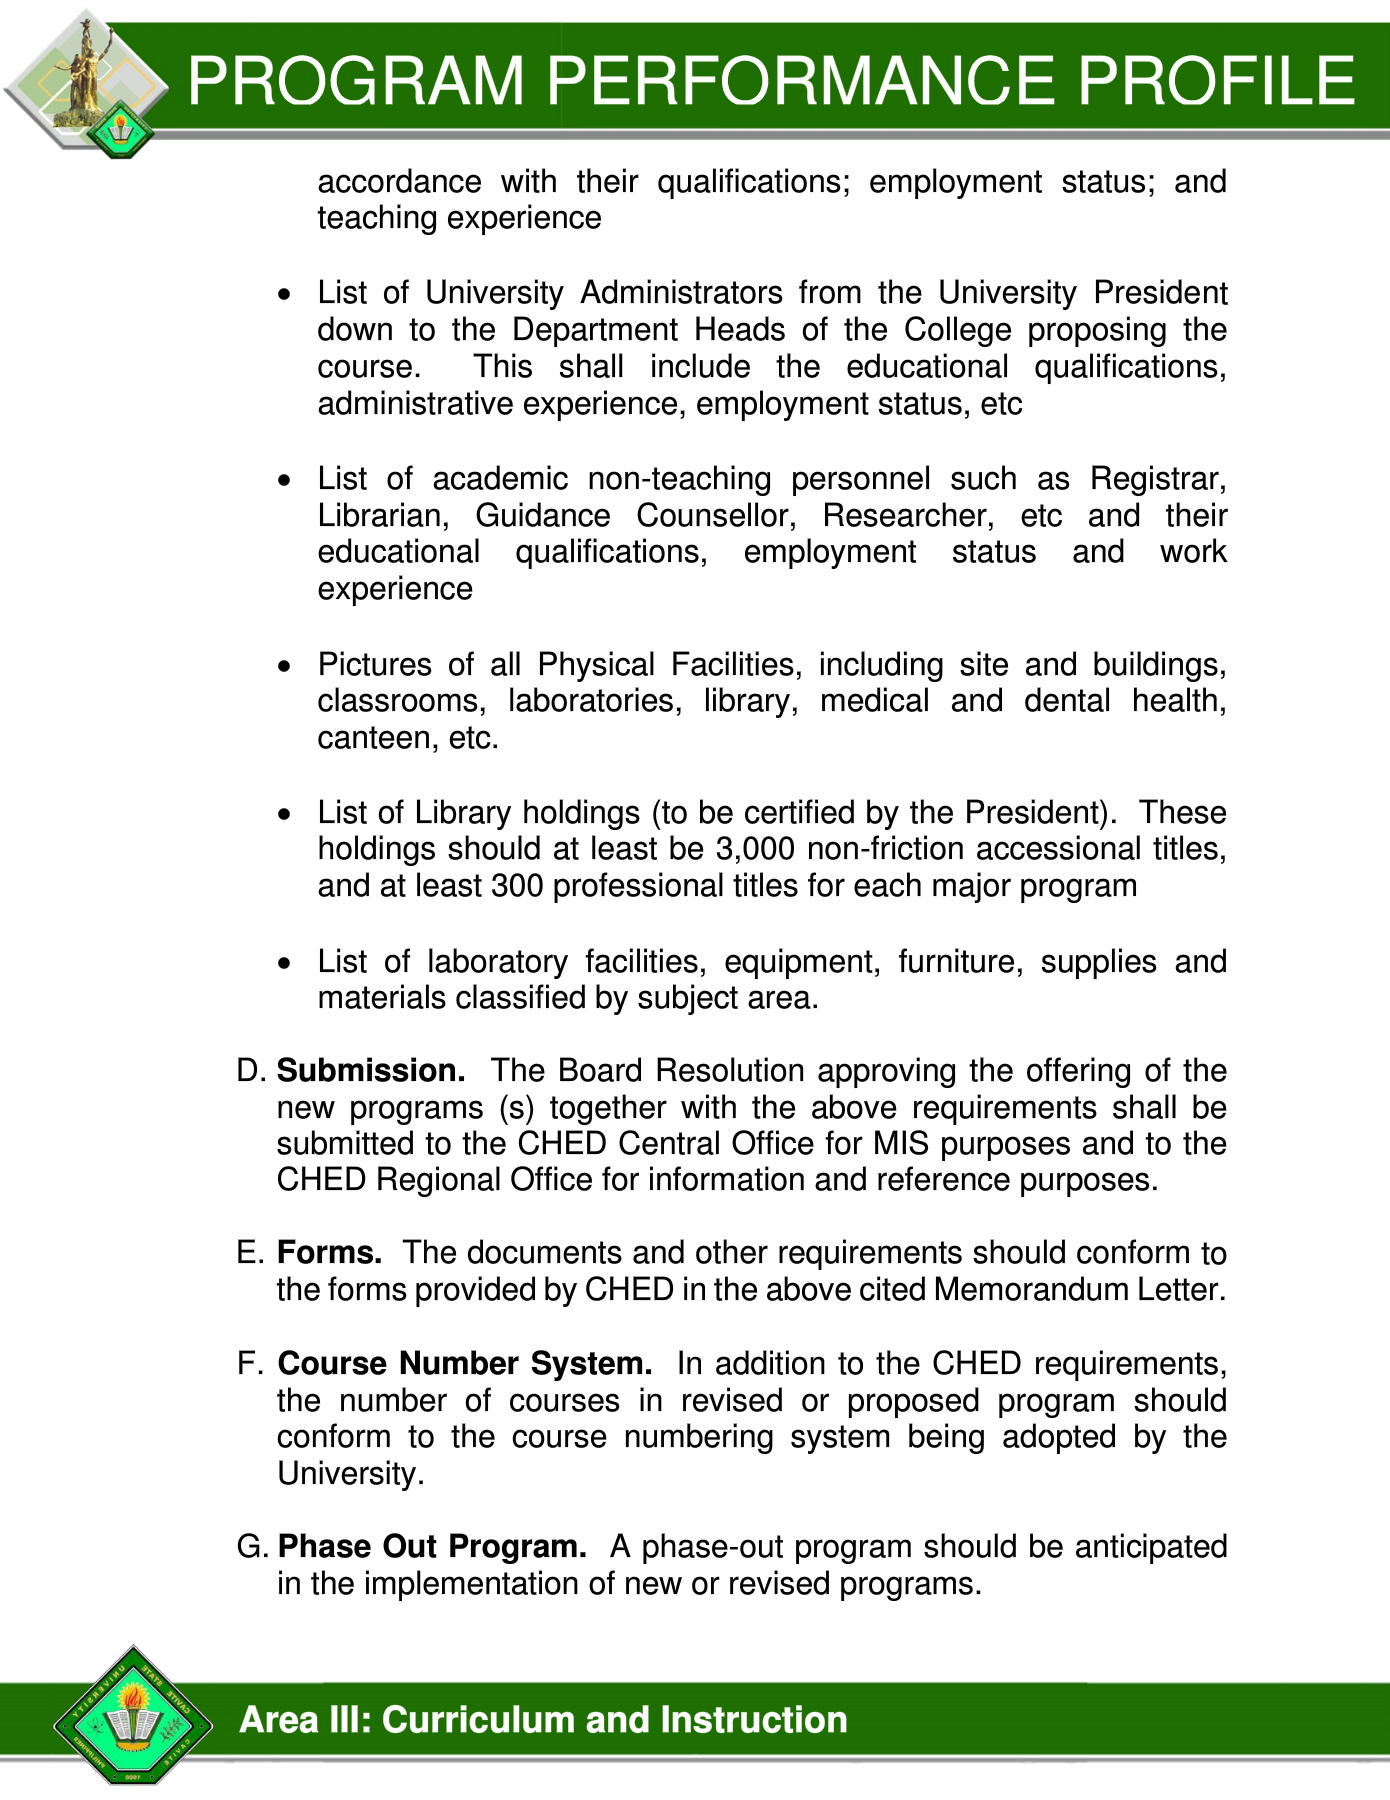 PROGRAM PERFORMANCE PROFILE
accordance with their qualifications; employment status; and
teaching experience
• List of University Administrators from the University President
down to the Department Heads of the College proposing the
course. This shall include the educational qualifications,
administrative experience, employment status, etc
• List of academic non-teaching personnel such as Registrar,
Librarian, Guidance Counsellor, Researcher, etc and their
educational qualifications, employment status and work
experience
• Pictures of all Physical Facilities, including site and buildings,
classrooms, laboratories, library, medical and dental health,
canteen, etc.
• List of Library holdings (to be certified by the President). These
holdings should at least be 3,000 non-friction accessional titles,
and at least 300 professional titles for each major program
• List of laboratory facilities, equipment, furniture, supplies and
materials classified by subject area.
D. Submission. The Board Resolution approving the offering of the
new programs (s) together with the above requirements shall be
submitted to the CHED Central Office for MIS purposes and to the
CHED Regional Office for information and reference purposes.
E. Forms. The documents and other requirements should conform to
the forms provided by CHED in the above cited Memorandum Letter.
F. Course Number System. In addition to the CHED requirements,
the number of courses in revised or proposed program should
conform to the course numbering system being adopted by the
University.
G. Phase Out Program. A phase-out program should be anticipated
in the implementation of new or revised programs.
CAVITE STATE UNIVERSITY
CAVITE
PHILIPPINES
Area III: Curriculum and Instruction